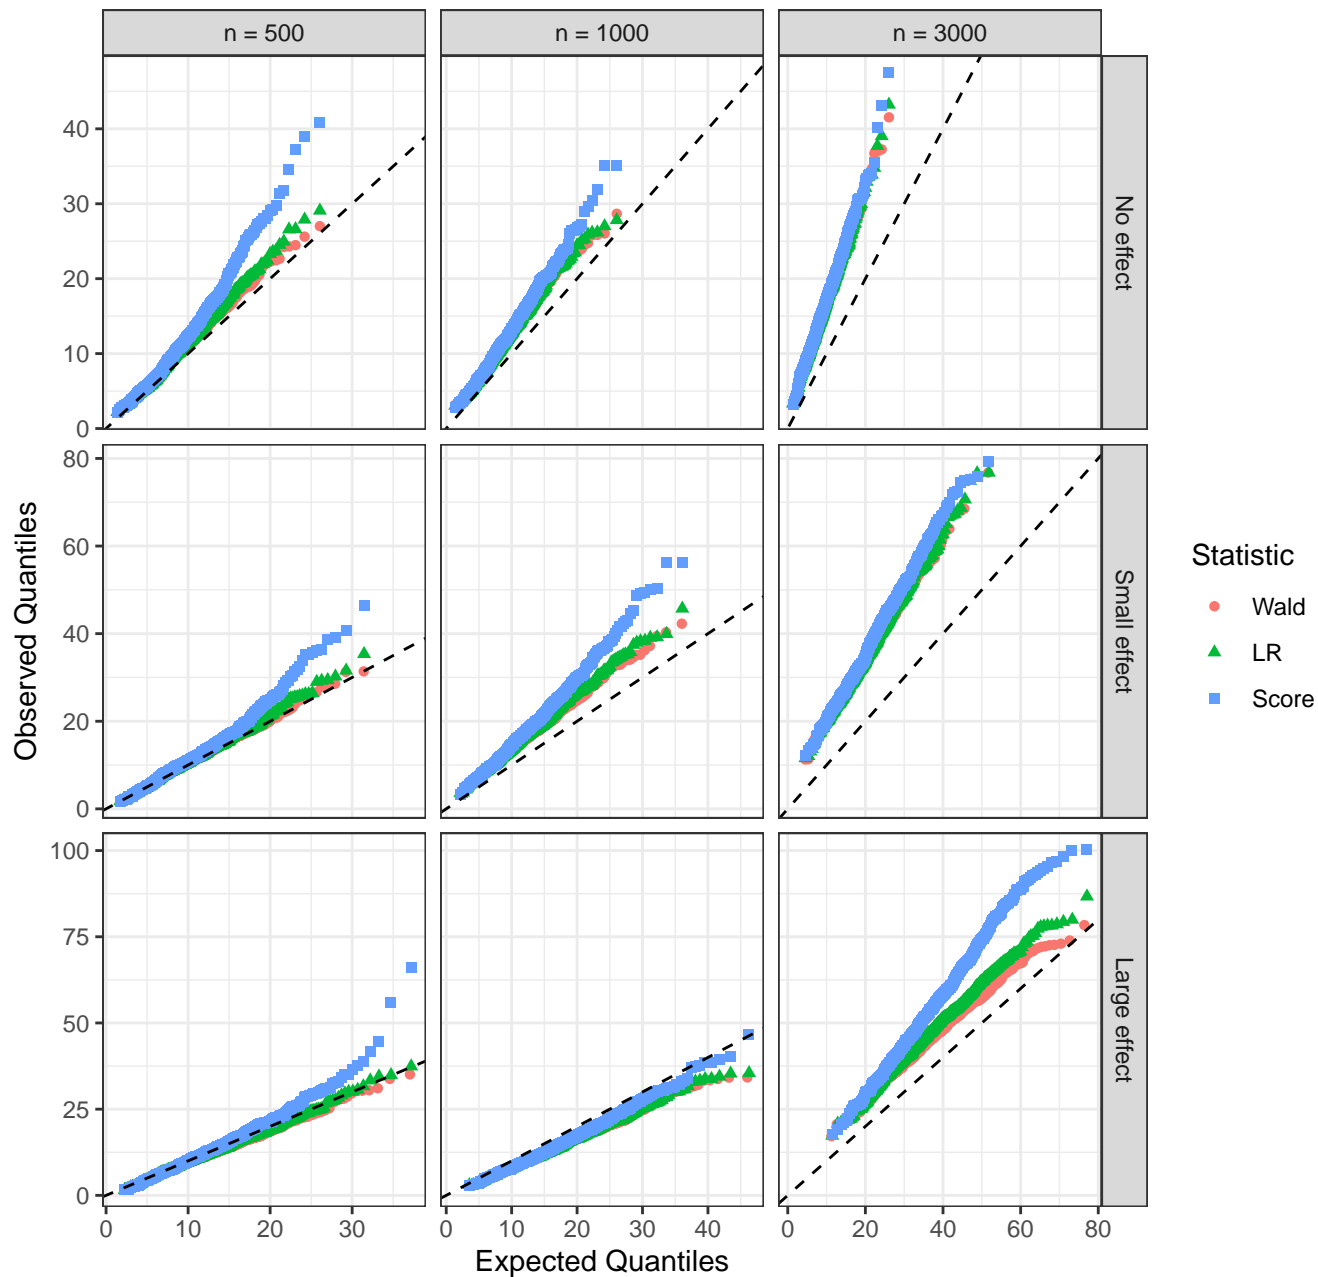 n = 500
n = 1000
n = 3000
40
30
20
10
0
No effect
80
60
40
20
0
Small effect
100
75
50
25
0
Large effect
0 10 20 30
0 10 20 30 40
0 20 40 60 80
Expected Quantiles
Observed Quantiles
Statistic
Wald
LR
Score